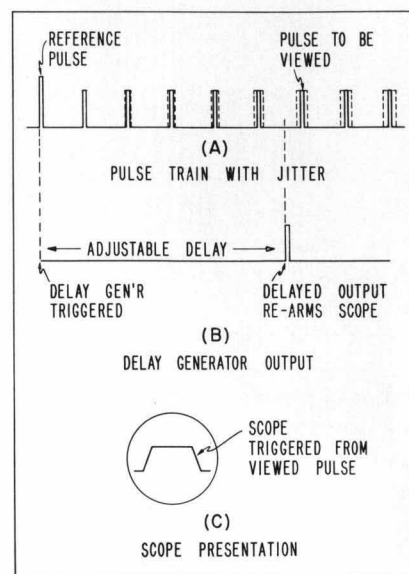 REFERENCE
PULSE
PULSE TO BE
VIEWED
(A)
PULSE TRAIN WITH JITTER
ADJUSTABLE DELAY
DELAY GEN'R
TRIGGERED
DELAYED OUTPUT
RE-ARMS SCOPE
(B)
DELAY GENERATOR OUTPUT
SCOPE
TRIGGERED FROM
VIEWED PULSE
(C)
SCOPE PRESENTATION